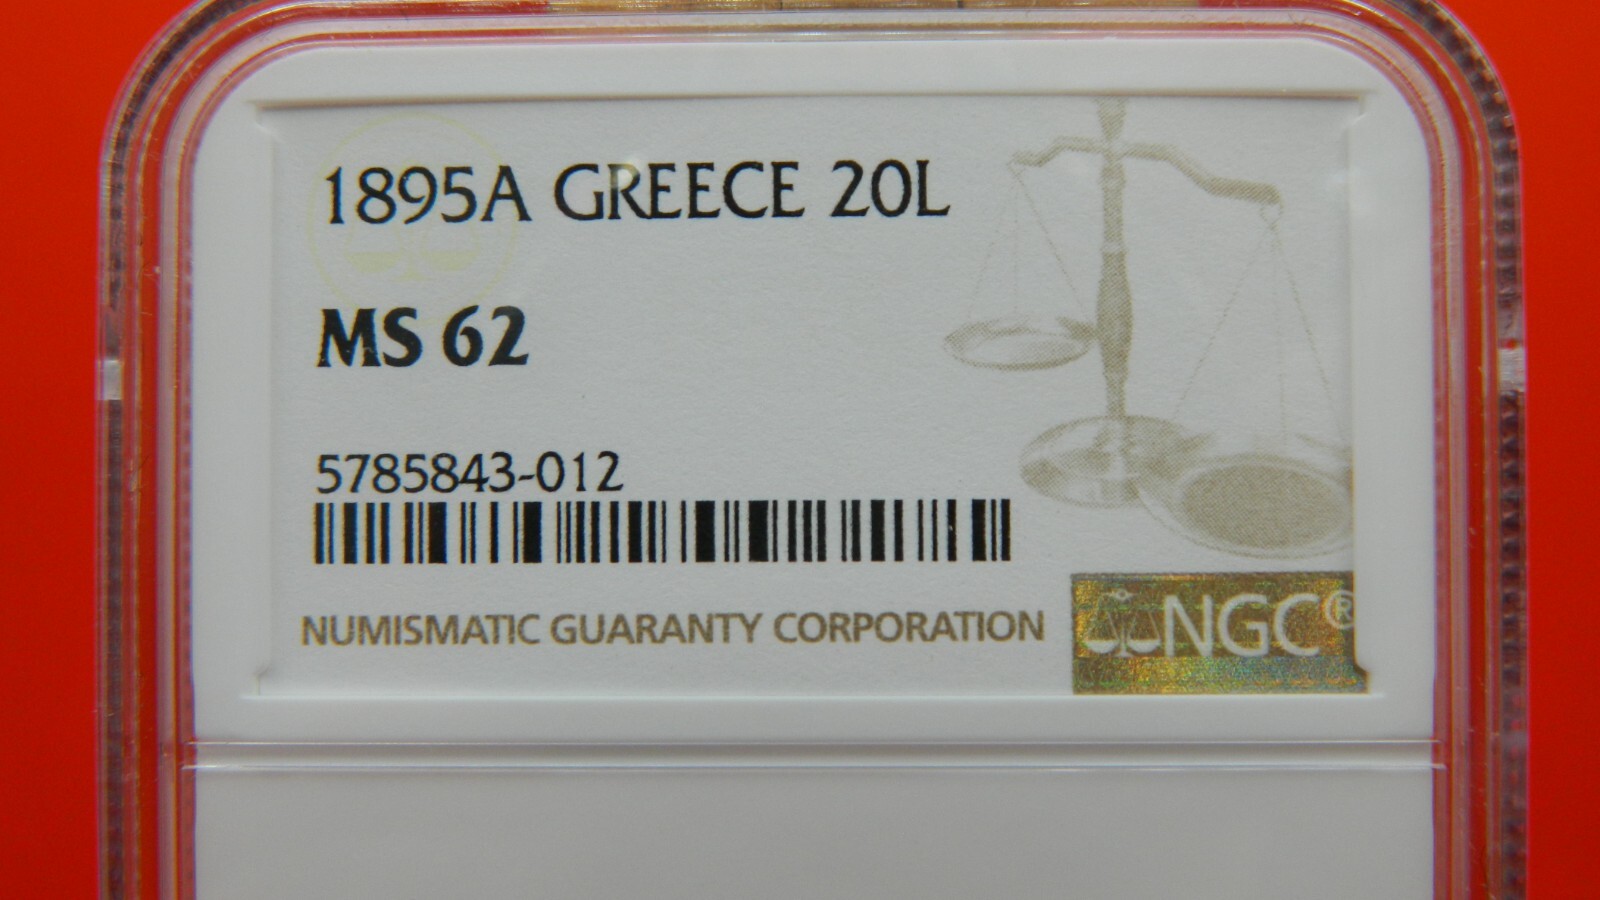 1895A GREECE 20L
MS 62
5785843-012
NUMISMATIC GUARANTY CORPORATION
NGC®